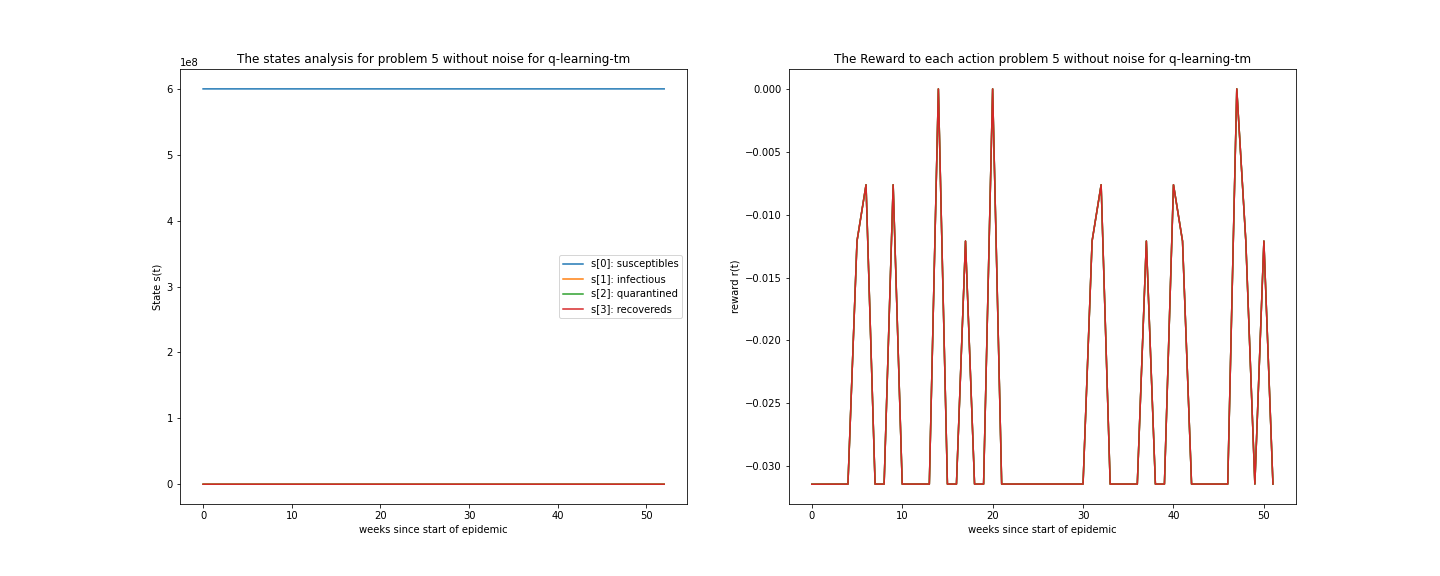 The states analysis for problem 5 without noise for q-learning-tm
1e8
6
5
4
3
2
1
0
State s(t)
s[0]: susceptibles
s[1]: infectious
s[2]: quarantined
s[3]: recovereds
0 10 20 30 40 50
weeks since start of epidemic
The Reward to each action problem 5 without noise for q-learning-tm
0.000
−0.005
−0.010
−0.015
−0.020
−0.025
−0.030
reward r(t)
0 10 20 30 40 50
weeks since start of epidemic